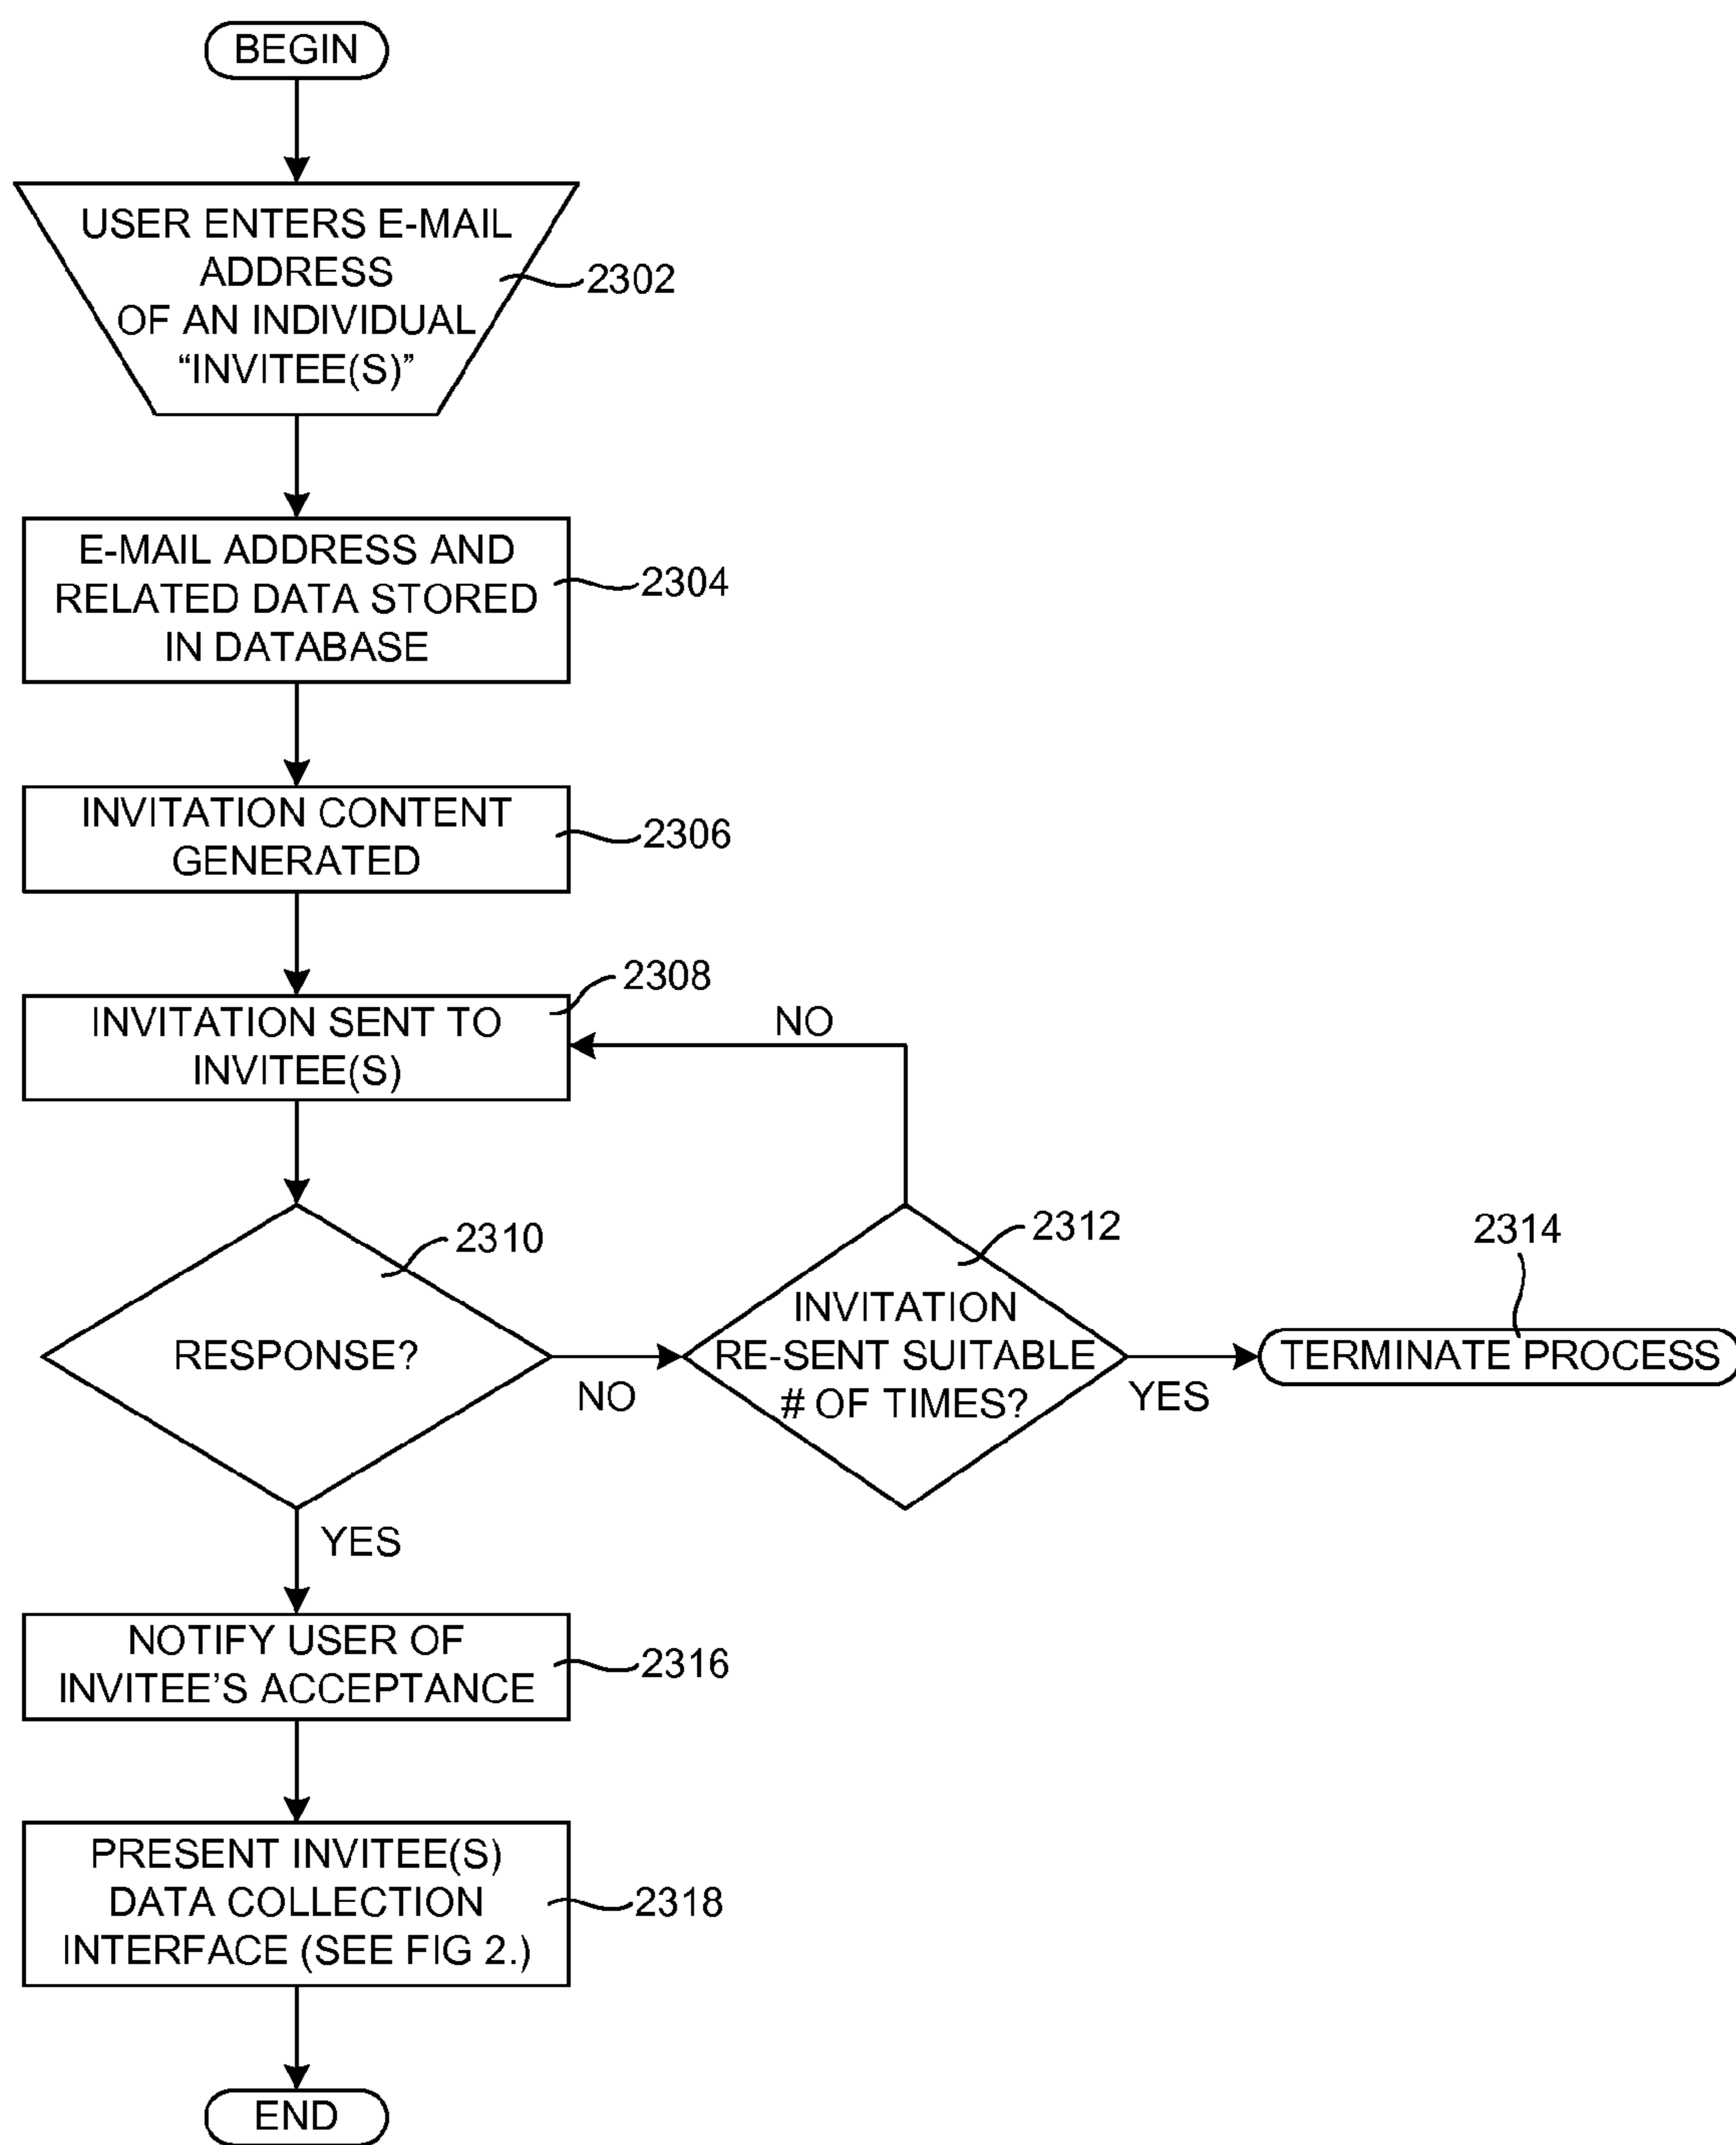 BEGIN
USER ENTERS E-MAIL
ADDRESS
OF AN INDIVIDUAL
“INVITEE(S)”
2302
E-MAIL ADDRESS AND
RELATED DATA STORED
IN DATABASE
2304
INVITATION CONTENT
GENERATED
2306
INVITATION SENT TO
INVITEE(S)
2308
NO
RESPONSE?
2310
NO
INVITATION
RE-SENT SUITABLE
# OF TIMES?
2312
YES
TERMINATE PROCESS
2314
YES
NOTIFY USER OF
INVITEE’S ACCEPTANCE
2316
PRESENT INVITEE(S)
DATA COLLECTION
INTERFACE (SEE FIG 2.)
2318
END